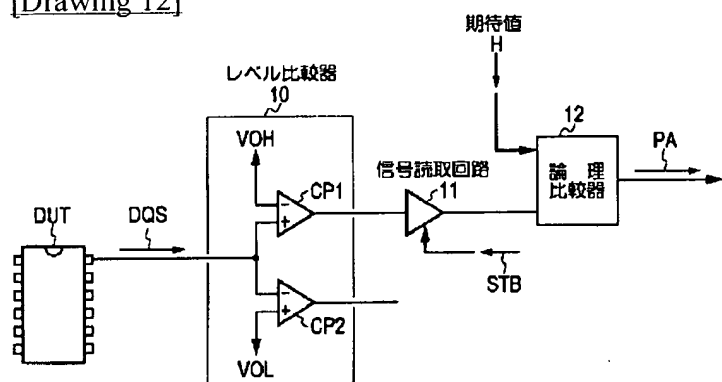 [Drawing 12]
期待値
H
レベル比較器
10
VOH
CP1
信号読取回路
11
12
論理
比較器
PA
DUT
DQS
STB
CP2
VOL